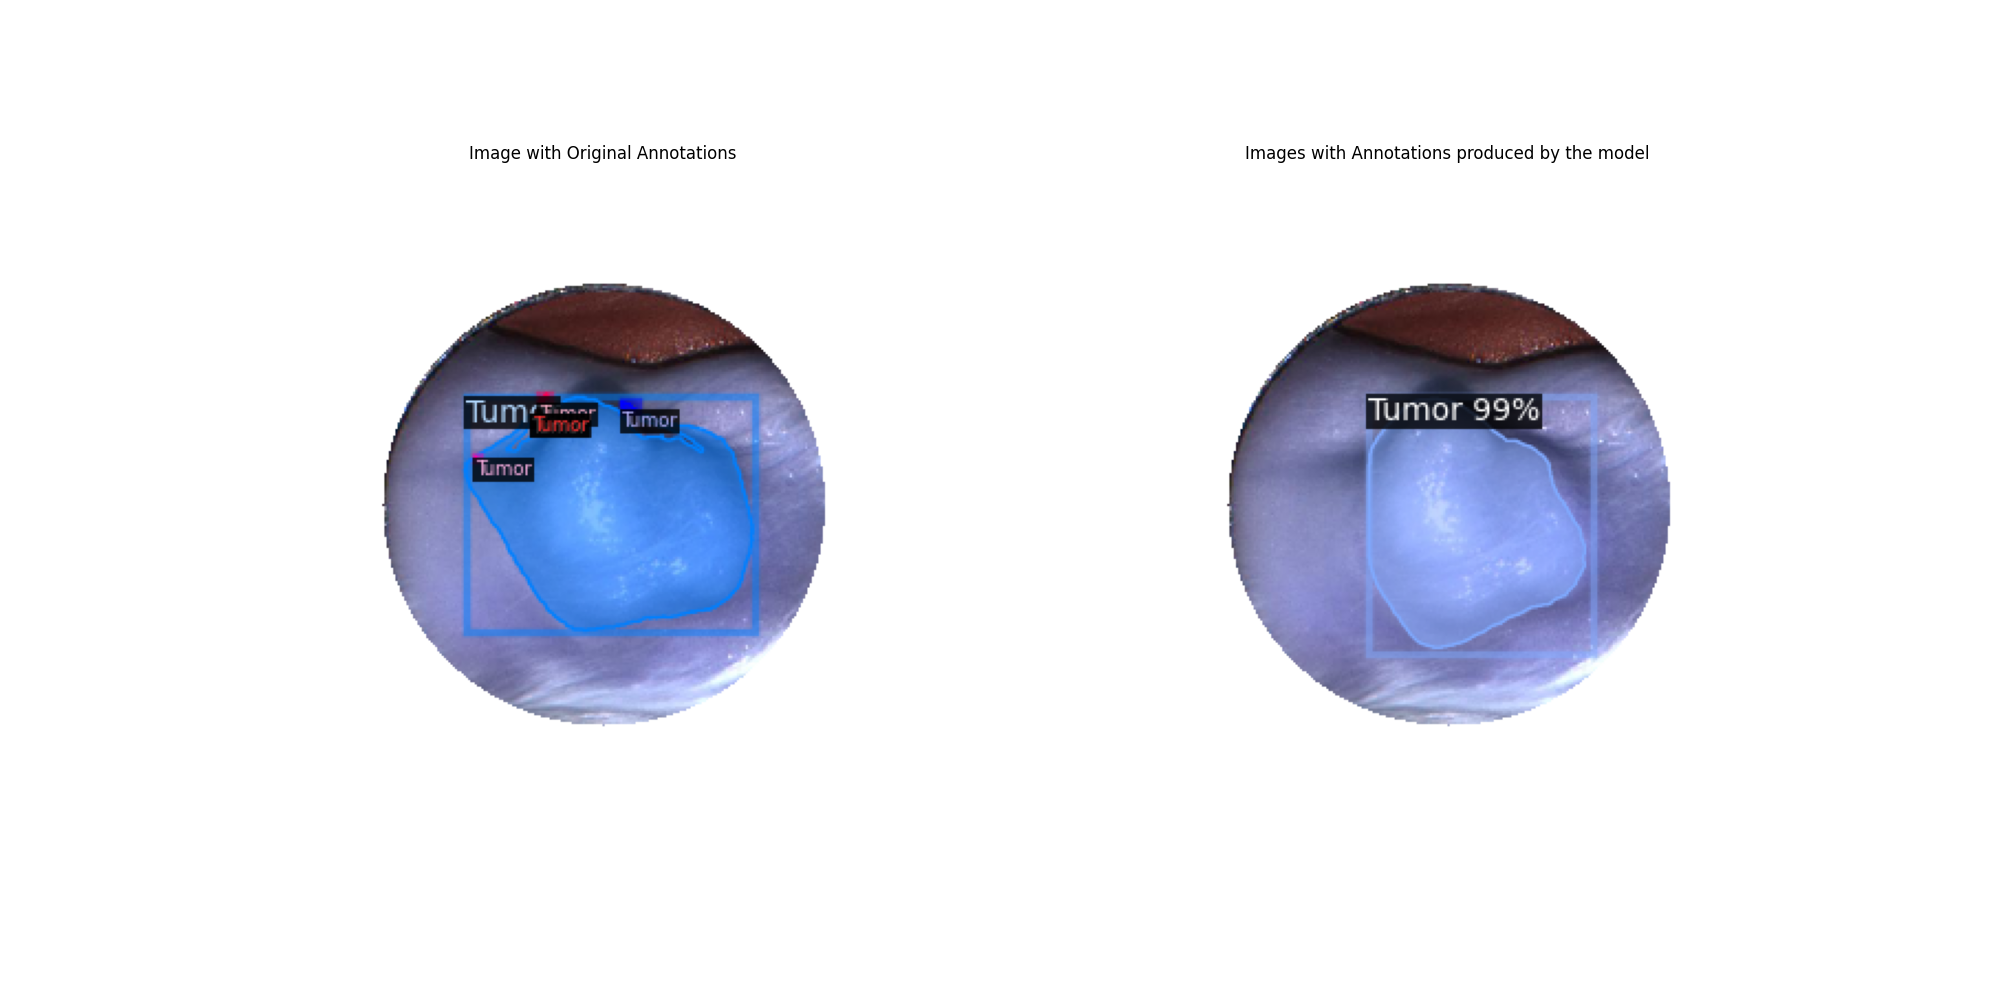 Image with Original Annotations
Images with Annotations produced by the model
Tumor
Tumor
Tumor
Tumor
Tumor 99%